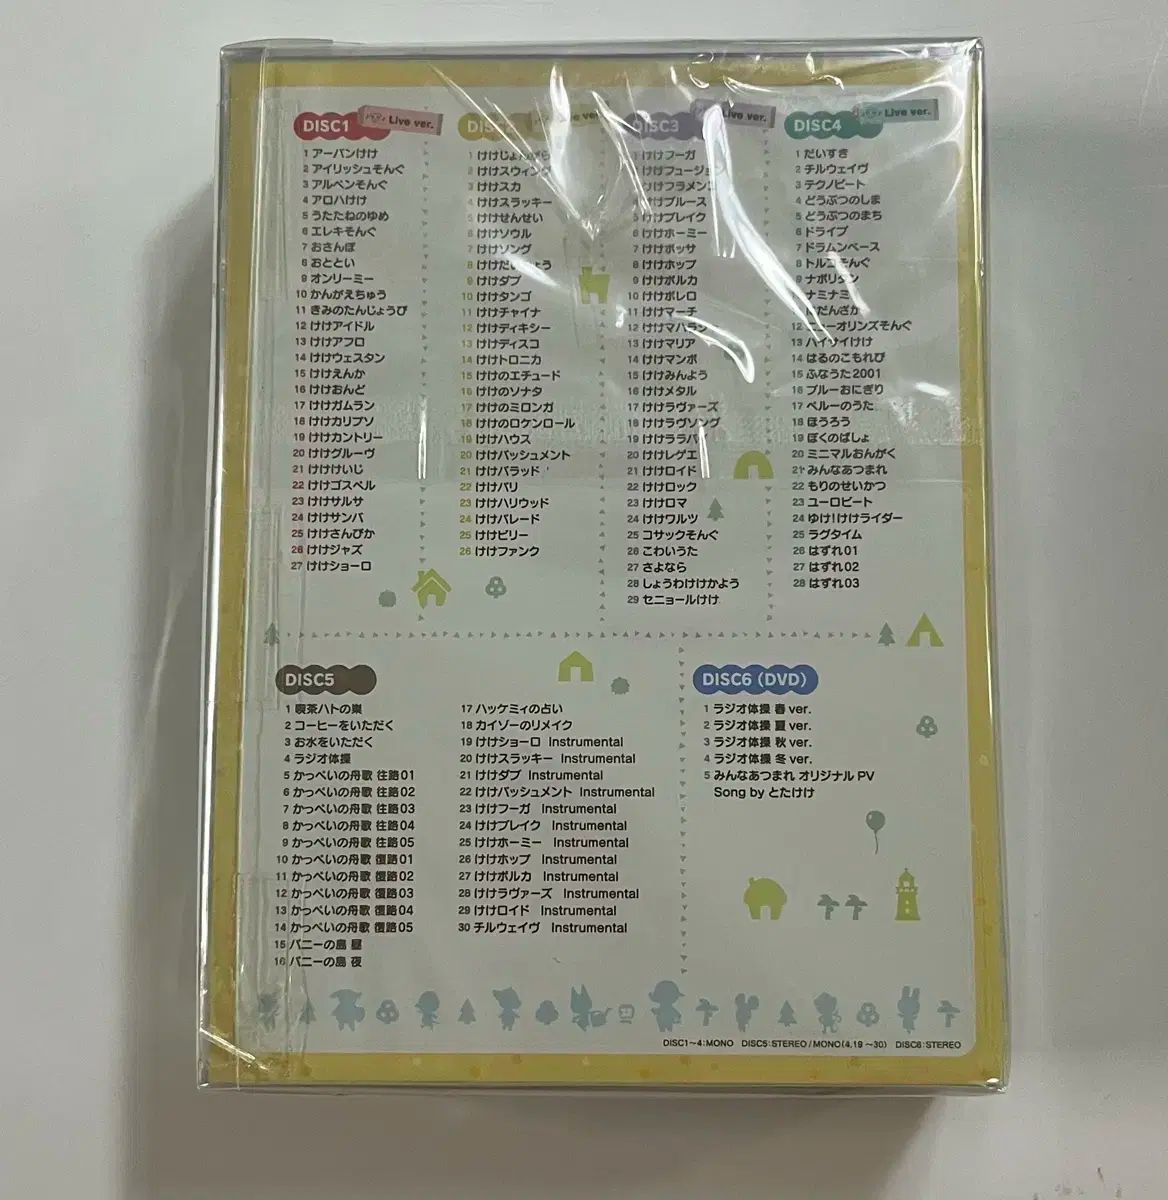 DISC1 Live ver.
1 アーバンけけ
2 アイリッシュそんぐ
3 アルペンそんぐ
4 アロハけけ
5 うたたねのゆめ
6 エレキそんぐ
7 おさんぽ
8 おととい
9 オンリーミー
10 かんがえちゅう
11 きみのたんじょうび
12 けけアイドル
13 けけアフロ
14 けけウェスタン
15 けけえんか
16 けけおんど
17 けけガムラン
18 けけカリプソ
19 けけカントリー
20 けけグルーヴ
21 けけけいじ
22 けけゴスペル
23 けけサルサ
24 けけサンバ
25 けけさんびか
26 けけジャズ
27 けけショーロ
2 けけスウィング
3 けけスカ
4 けけスラッキー
5 けけせんせい
6 けけソウル
7 けけソング
9 けけダブ
10 けけタンゴ
11 けけチャイナ
12 けけディキシー
13 けけディスコ
14 けけトロニカ
15 けけのエチュード
16 けけのソナタ
17 けけのミロンガ
18 けけのロケンロール
19 けけハウス
20 けけパッシュメント
21 けけバラッド
22 けけパリ
23 けけハリウッド
24 けけパレード
25 けけビリー
26 けけファンク
DISC3 Live ver.
けけフーガ
けけブルース
5 けけブレイク
6 けけホーミー
7 けけボッサ
8 けけホップ
9 けけポルカ
10 けけボレロ
11 けけマーチ
13 けけマリア
14 けけマンボ
15 けけみんよう
16 けけメタル
17 けけラヴァーズ
18 けけラヴソング
19 けけララバイ
20 けけレゲエ
21 けけロイド
22 けけロック
23 けけロマ
24 けけワルツ
25 コサックそんぐ
26 こわいうた
27 さよなら
28 しょうわけけかよう
29 セニョールけけ
DISC4 Live ver.
1 だいすき
2 チルウェイヴ
3 テクノビート
4 どうぶつのしま
5 どうぶつのまち
6 ドライブ
7 ドラムンベース
8 トルコそんぐ
9 ナポリタン
ナミナミ
12 ニューオリンズそんぐ
13 ハイサイけけ
14 はるのこもれび
15 ふなうた2001
16 ブルーおにぎり
17 ペルーのうた
18 ほうろう
19 ぼくのばしょ
20 ミニマルおんがく
21 みんなあつまれ
22 もりのせいかつ
23 ユーロビート
24 ゆけ!けけライダー
25 ラグタイム
26 はずれ01
27 はずれ02
28 はずれ03
DISC5
1 喫茶ハトの巣
2 コーヒーをいただく
3 お水をいただく
4 ラジオ体操
5 かっぺいの舟歌 往路01
6 かっぺいの舟歌 往路02
7 かっぺいの舟歌 往路03
8 かっぺいの舟歌 往路04
9 かっぺいの舟歌 往路05
10 かっぺいの舟歌 復路01
11 かっぺいの舟歌 復路02
12 かっぺいの舟歌 復路03
13 かっぺいの舟歌 復路04
14 かっぺいの舟歌 復路05
15 パニーの島 昼
16 パニーの島 夜
17 ハッケミィの占い
18 カイゾーのリメイク
19 けけショーロ Instrumental
20 けけスラッキー Instrumental
21 けけダブ Instrumental
22 けけパッシュメント Instrumental
23 けけフーガ Instrumental
24 けけブレイク Instrumental
25 けけホーミー Instrumental
26 けけホップ Instrumental
27 けけポルカ Instrumental
28 けけラヴァーズ Instrumental
29 けけロイド Instrumental
30 チルウェイヴ Instrumental
DISC6 (DVD)
1 ラジオ体操 春 ver.
2 ラジオ体操 夏 ver.
3 ラジオ体操 秋 ver.
4 ラジオ体操 冬 ver.
5 みんなあつまれ オリジナル PV
Song by とたけけ
DISC1～4:MONO DISC5:STEREO / MONO(4,19～30) DISC6:STEREO